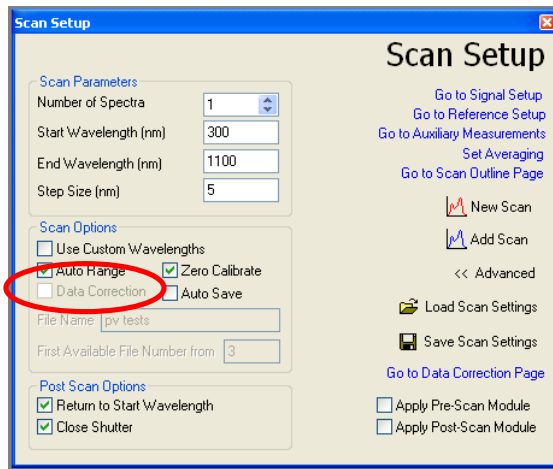 Scan Setup
Scan Setup
Scan Parameters
Number of Spectra 1
Start Wavelength (nm) 300
End Wavelength (nm) 1100
Step Size (nm) 5
Scan Options
Use Custom Wavelengths
Auto Range Zero Calibrate
Data Correction Auto Save
File Name pv tests
First Available File Number from 3
Post Scan Options
Return to Start Wavelength
Close Shutter
Go to Signal Setup
Go to Reference Setup
Go to Auxiliary Measurements
Set Averaging
Go to Scan Outline Page
New Scan
Add Scan
<< Advanced
Load Scan Settings
Save Scan Settings
Go to Data Correction Page
Apply Pre-Scan Module
Apply Post-Scan Module